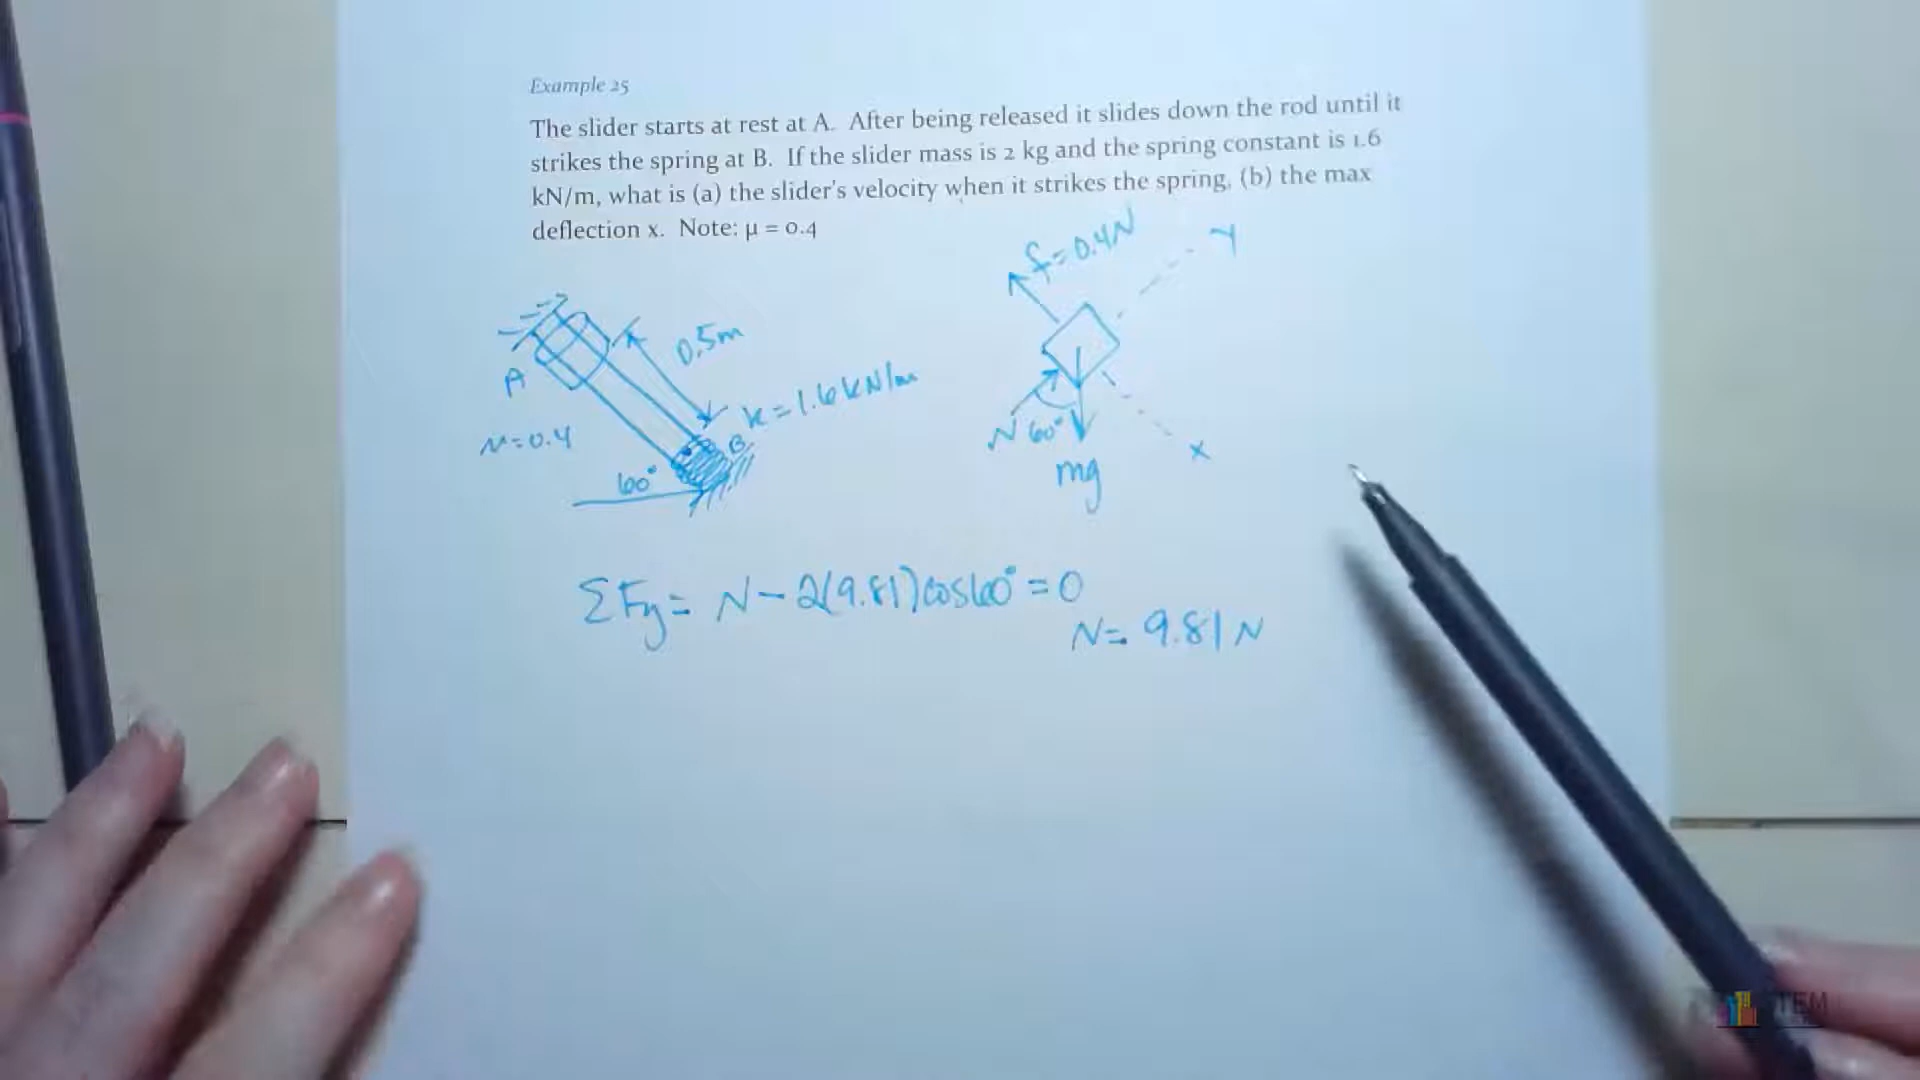 Example 25
The slider starts at rest at A. After being released it slides down the rod until it
strikes the spring at B. If the slider mass is 2 kg and the spring constant is 1.6
kN/m, what is (a) the slider's velocity when it strikes the spring, (b) the max
deflection x. Note: μ = 0.4
f=0.4N
Y
0.5m
A
k=1.6kN/m
μ=0.4
B
60°
N 60°
x
mg
ΣFy= N-2(9.81)cos60°=0
N= 9.81 N
STEM